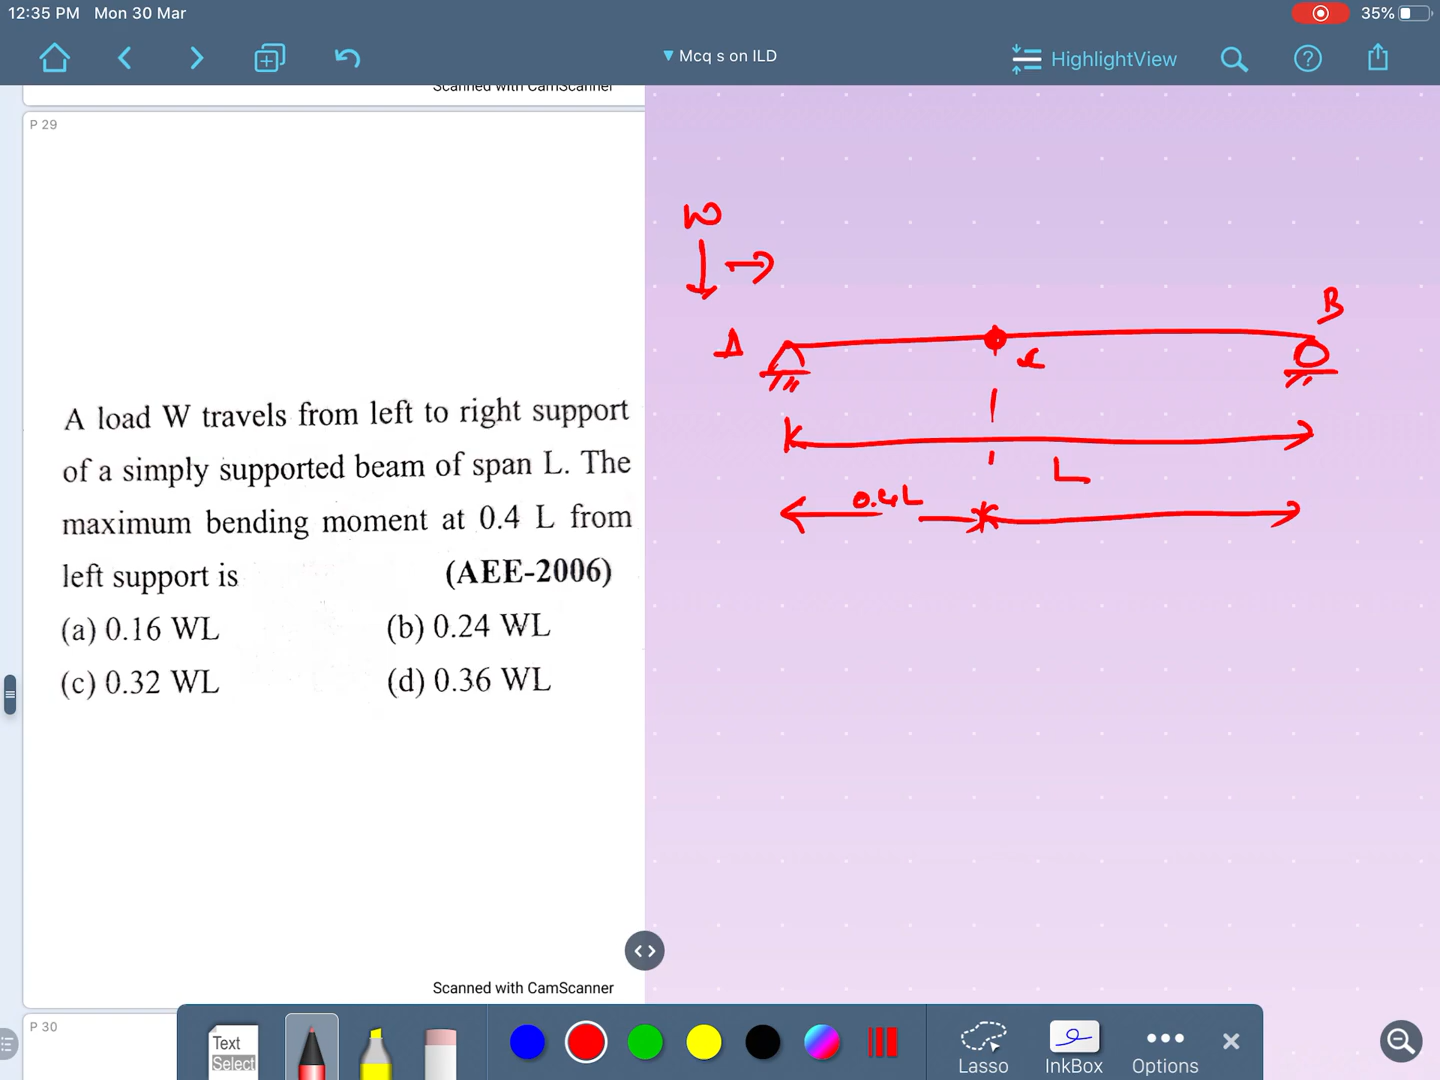 12:35 PM Mon 30 Mar
35%
▼ Mcq s on ILD
HighlightView
Scanned with CamScanner
P 29
W
A
B
L
0.4L
A load W travels from left to right support
of a simply supported beam of span L. The
maximum bending moment at 0.4 L from
left support is (AEE-2006)
(a) 0.16 WL (b) 0.24 WL
(c) 0.32 WL (d) 0.36 WL
Scanned with CamScanner
P 30
Text
Select
Lasso
InkBox
Options